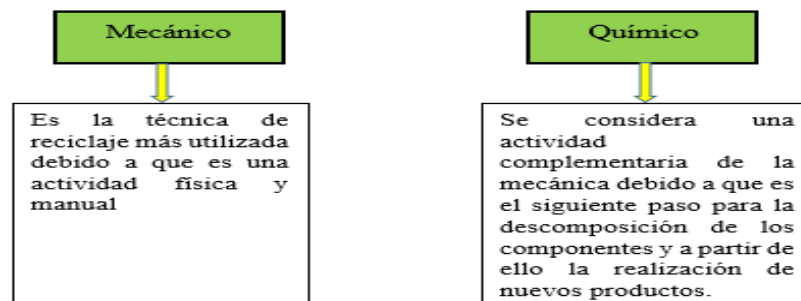 Mecánico
Es la técnica de
reciclaje más utilizada
debido a que es una
actividad física y
manual
Químico
Se considera una
actividad
complementaria de la
mecánica debido a que es
el siguiente paso para la
descomposición de los
componentes y a partir de
ello la realización de
nuevos productos.